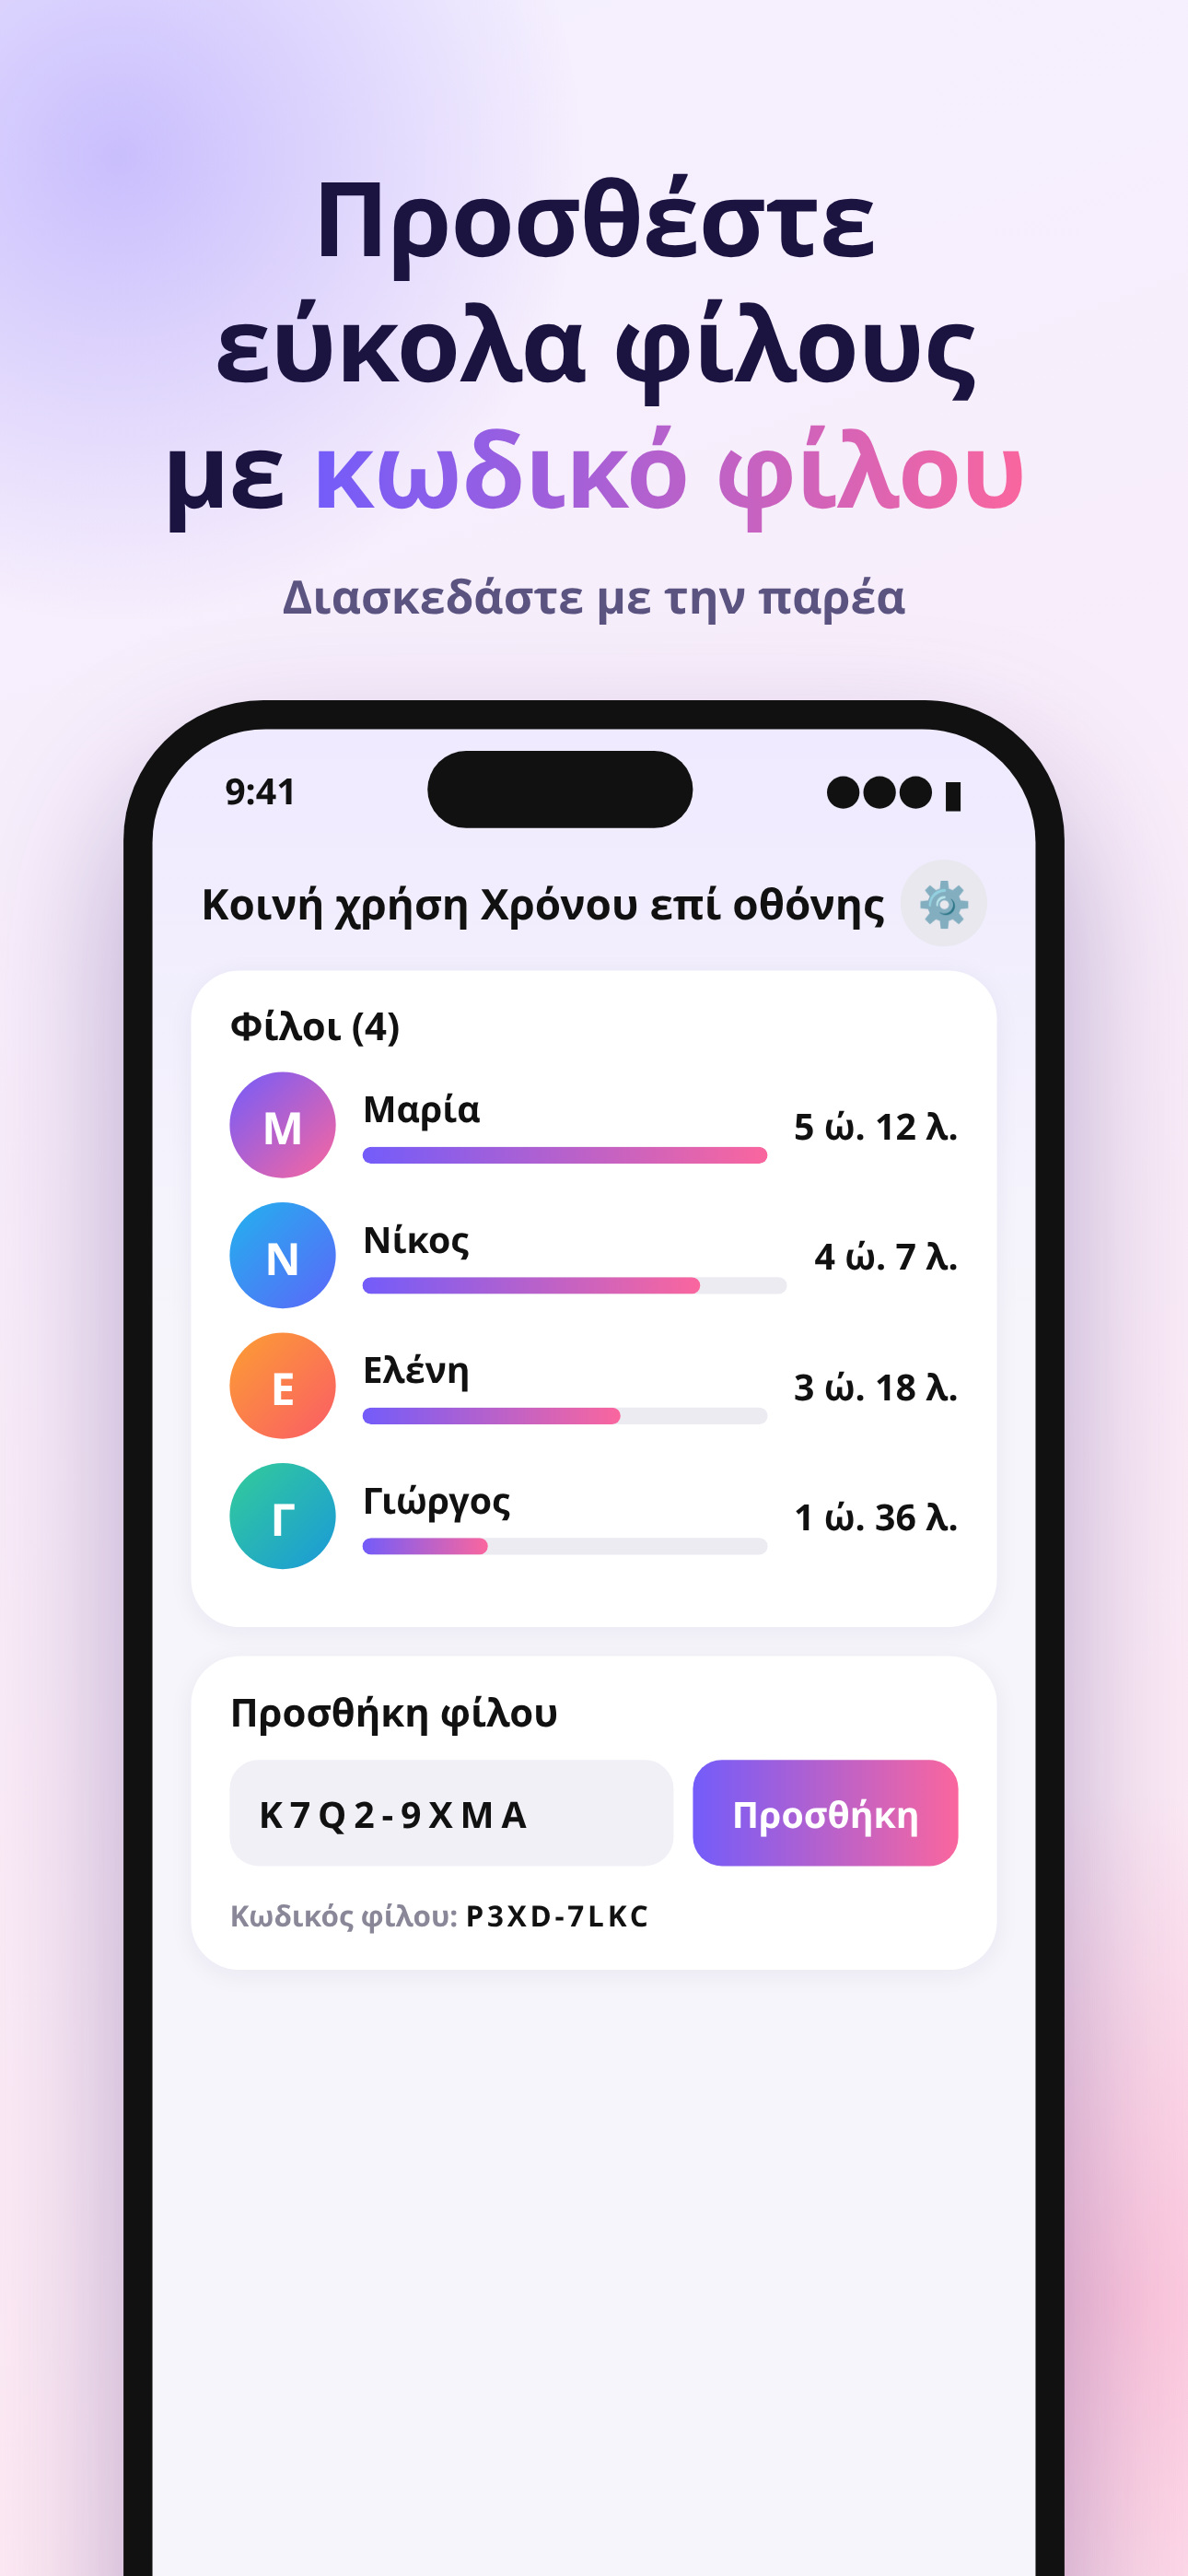 Προσθέστε
εύκολα φίλους
με κωδικό φίλου
Διασκεδάστε με την παρέα
9:41
Κοινή χρήση Χρόνου επί οθόνης
Φίλοι (4)
Μ
Μαρία
5 ώ. 12 λ.
Ν
Νίκος
4 ώ. 7 λ.
Ε
Ελένη
3 ώ. 18 λ.
Γ
Γιώργος
1 ώ. 36 λ.
Προσθήκη φίλου
K7Q2-9XMA
Προσθήκη
Κωδικός φίλου: P3XD-7LKC